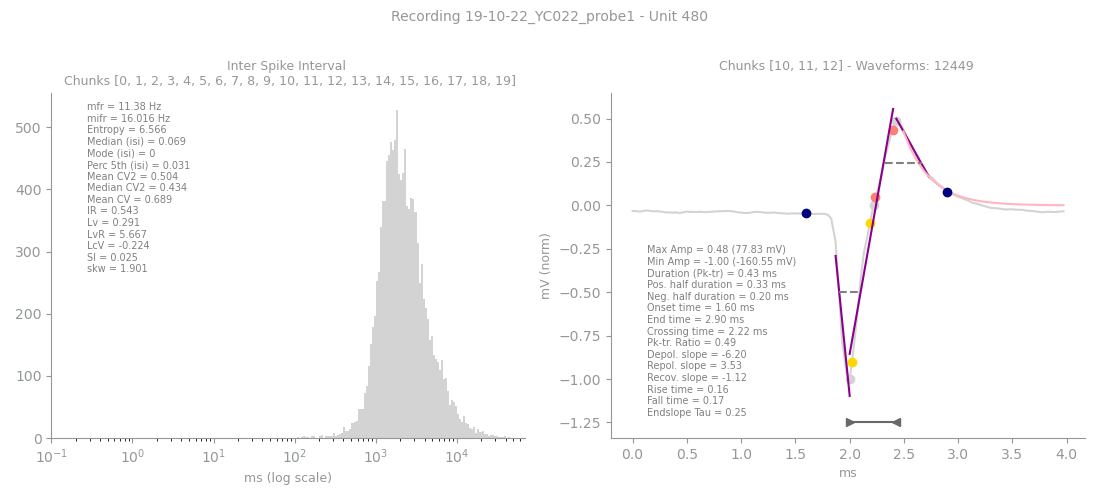 Recording 19-10-22_YC022_probe1 - Unit 480
Inter Spike Interval
Chunks [0, 1, 2, 3, 4, 5, 6, 7, 8, 9, 10, 11, 12, 13, 14, 15, 16, 17, 18, 19]
mfr = 11.38 Hz
mifr = 16.016 Hz
Entropy = 6.566
Median (isi) = 0.069
Mode (isi) = 0
Perc 5th (isi) = 0.031
Mean CV2 = 0.504
Median CV2 = 0.434
Mean CV = 0.689
IR = 0.543
Lv = 0.291
LvR = 5.667
LcV = -0.224
SI = 0.025
skw = 1.901
500
400
300
200
100
0
10⁻¹ 10⁰ 10¹ 10² 10³ 10⁴
ms (log scale)
Chunks [10, 11, 12] - Waveforms: 12449
mV (norm)
0.50
0.25
0.00
−0.25
−0.50
−0.75
−1.00
−1.25
Max Amp = 0.48 (77.83 mV)
Min Amp = -1.00 (-160.55 mV)
Duration (Pk-tr) = 0.43 ms
Pos. half duration = 0.33 ms
Neg. half duration = 0.20 ms
Onset time = 1.60 ms
End time = 2.90 ms
Crossing time = 2.22 ms
Pk-tr. Ratio = 0.49
Depol. slope = -6.20
Repol. slope = 3.53
Recov. slope = -1.12
Rise time = 0.16
Fall time = 0.17
Endslope Tau = 0.25
0.0 0.5 1.0 1.5 2.0 2.5 3.0 3.5 4.0
ms